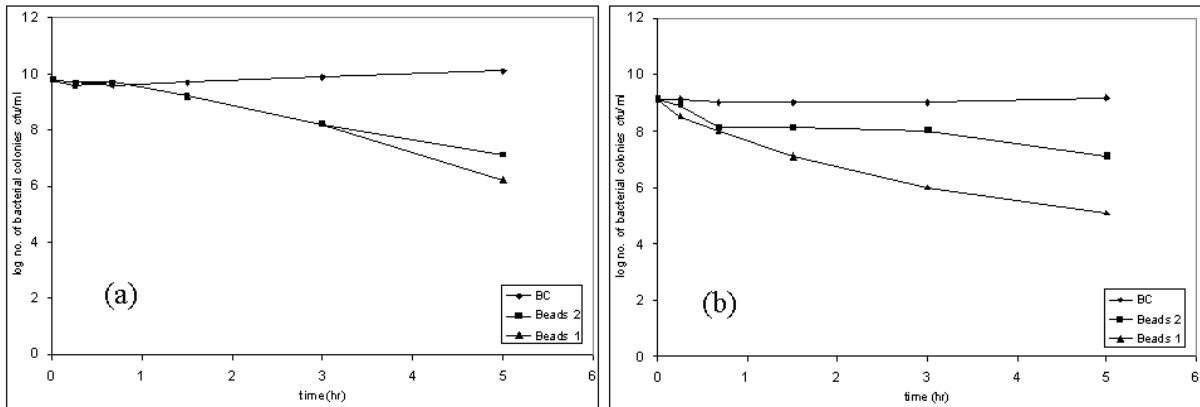 12
10
8
6
4
2
0
log no. of bacterial colonies cfu/ml
(a)
BC
Beads 2
Beads 1
0 1 2 3 4 5 6
time(hr)
12
10
8
6
4
2
0
log no. of bacterial colonies cfu/ml
(b)
BC
Beads 2
Beads 1
0 1 2 3 4 5 6
time (hr)